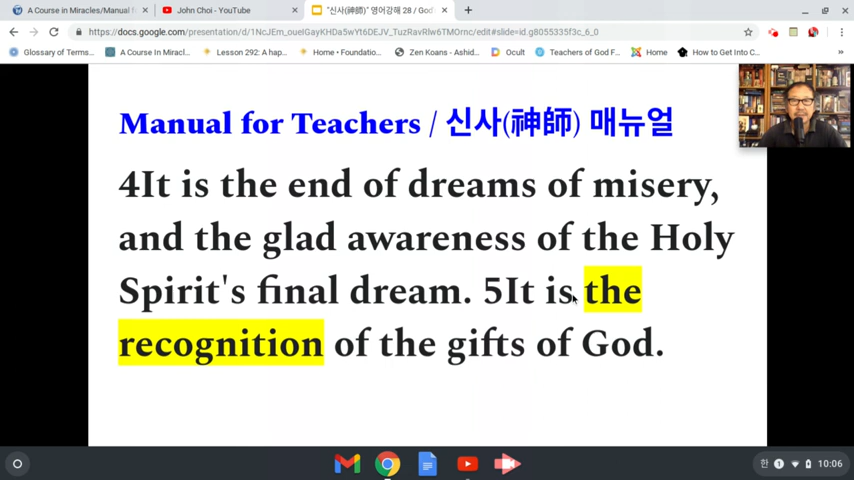 A Course in Miracles/Manual for
John Choi - YouTube
"신사(神師)" 영어강해 28 / God
https://docs.google.com/presentation/d/1NcJEm_oueIGayKHDa5wYt6DEJV_TuzRavRlw6TMOrnc/edit#slide=id.g8055335f3c_6_0
Glossary of Terms...
A Course In Miracl...
Lesson 292: A hap...
Home • Foundatio...
Zen Koans - Ashid...
Ocult
Teachers of God F...
Home
How to Get Into C...
Manual for Teachers / 신사(神師) 매뉴얼
4It is the end of dreams of misery,
and the glad awareness of the Holy
Spirit's final dream. 5It is the
recognition of the gifts of God.
한 1 10:06